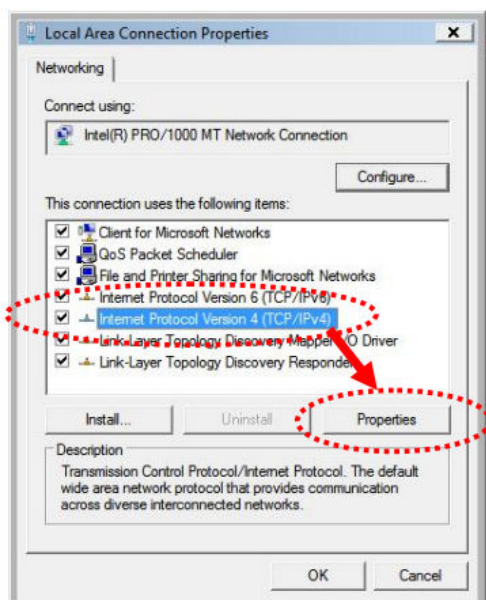 Local Area Connection Properties
Networking
Connect using:
Intel(R) PRO/1000 MT Network Connection
Configure...
This connection uses the following items:
Client for Microsoft Networks
QoS Packet Scheduler
File and Printer Sharing for Microsoft Networks
Internet Protocol Version 6 (TCP/IPv6)
Internet Protocol Version 4 (TCP/IPv4)
Link-Layer Topology Discovery Mapper I/O Driver
Link-Layer Topology Discovery Responder
Install...
Uninstall
Properties
Description
Transmission Control Protocol/Internet Protocol. The default
wide area network protocol that provides communication
across diverse interconnected networks.
OK
Cancel